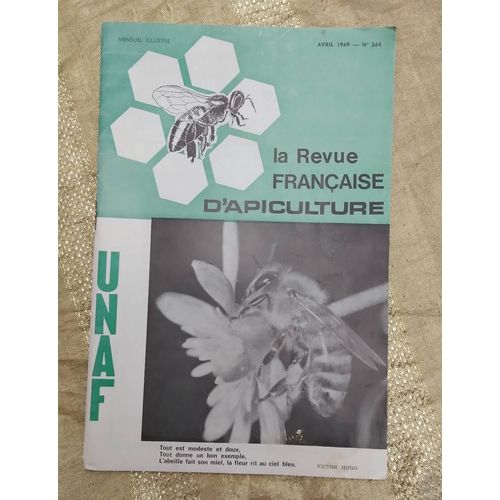 MENSUEL ILLUSTRE
AVRIL 1969 — N° 264
la Revue
FRANÇAISE
D'APICULTURE
UNAF
Tout est modeste et doux,
Tout donne un bon exemple,
L'abeille fait son miel, la fleur rit au ciel bleu.
VICTOR HUGO